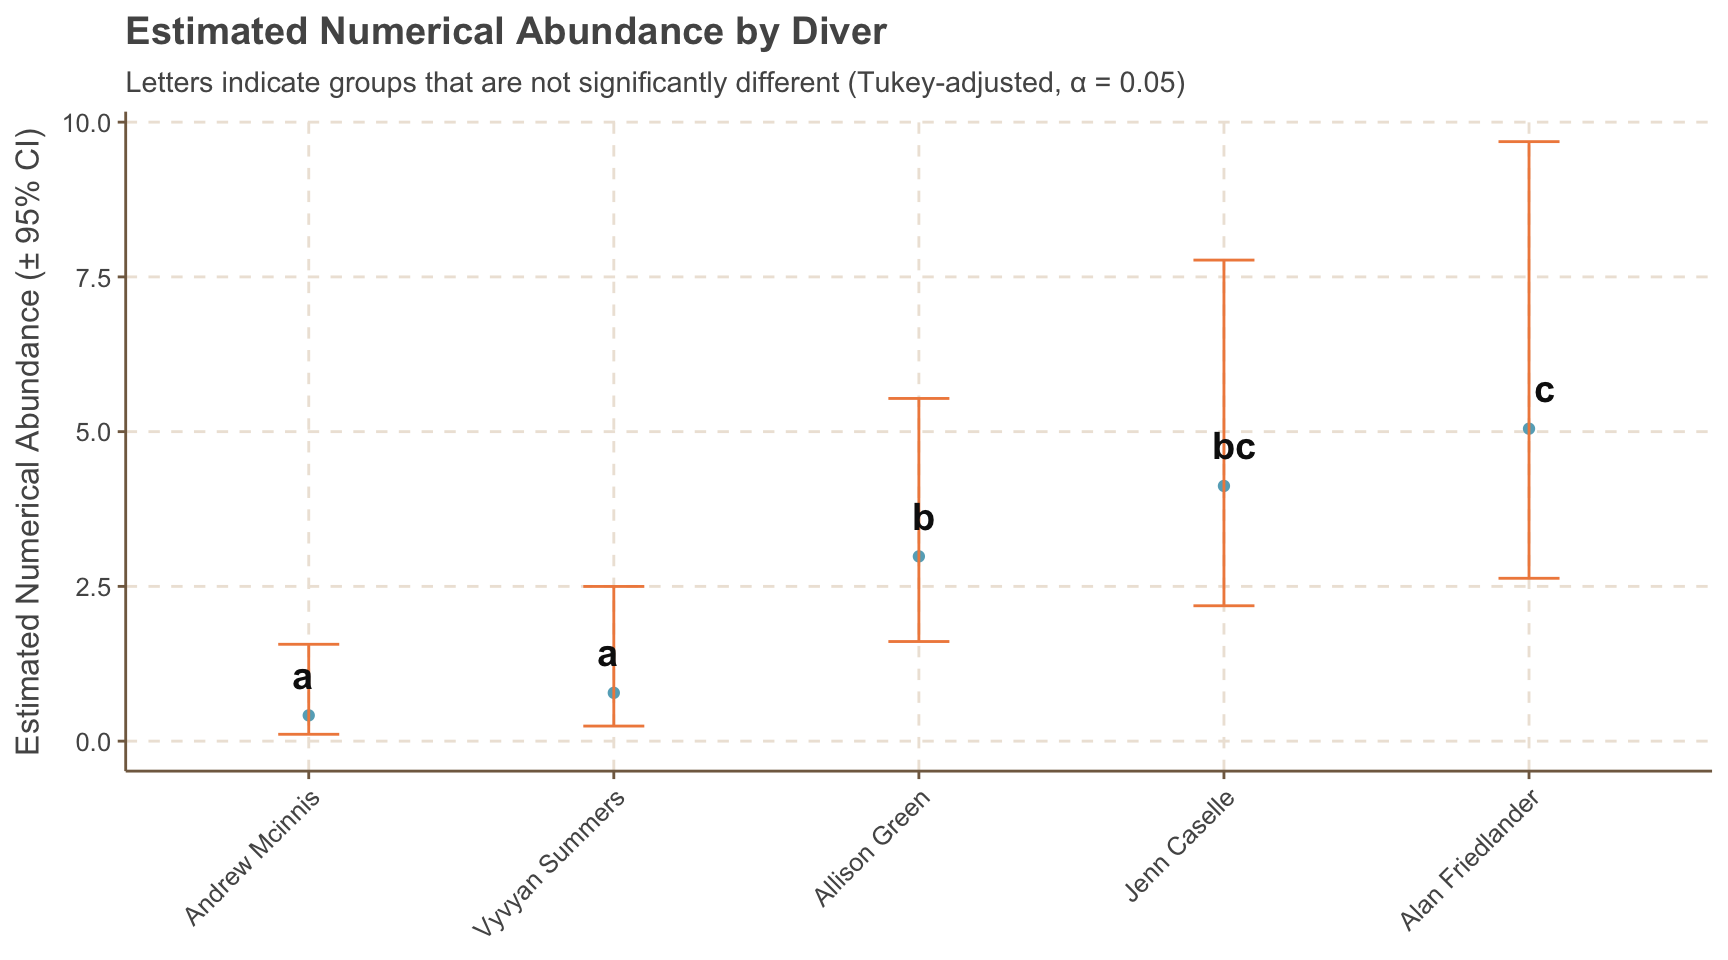 Estimated Numerical Abundance by Diver
Letters indicate groups that are not significantly different (Tukey-adjusted, α = 0.05)
Estimated Numerical Abundance (± 95% CI)
10.0
7.5
5.0
2.5
0.0
a
a
b
bc
c
Andrew Mcinnis
Vyvyan Summers
Allison Green
Jenn Caselle
Alan Friedlander